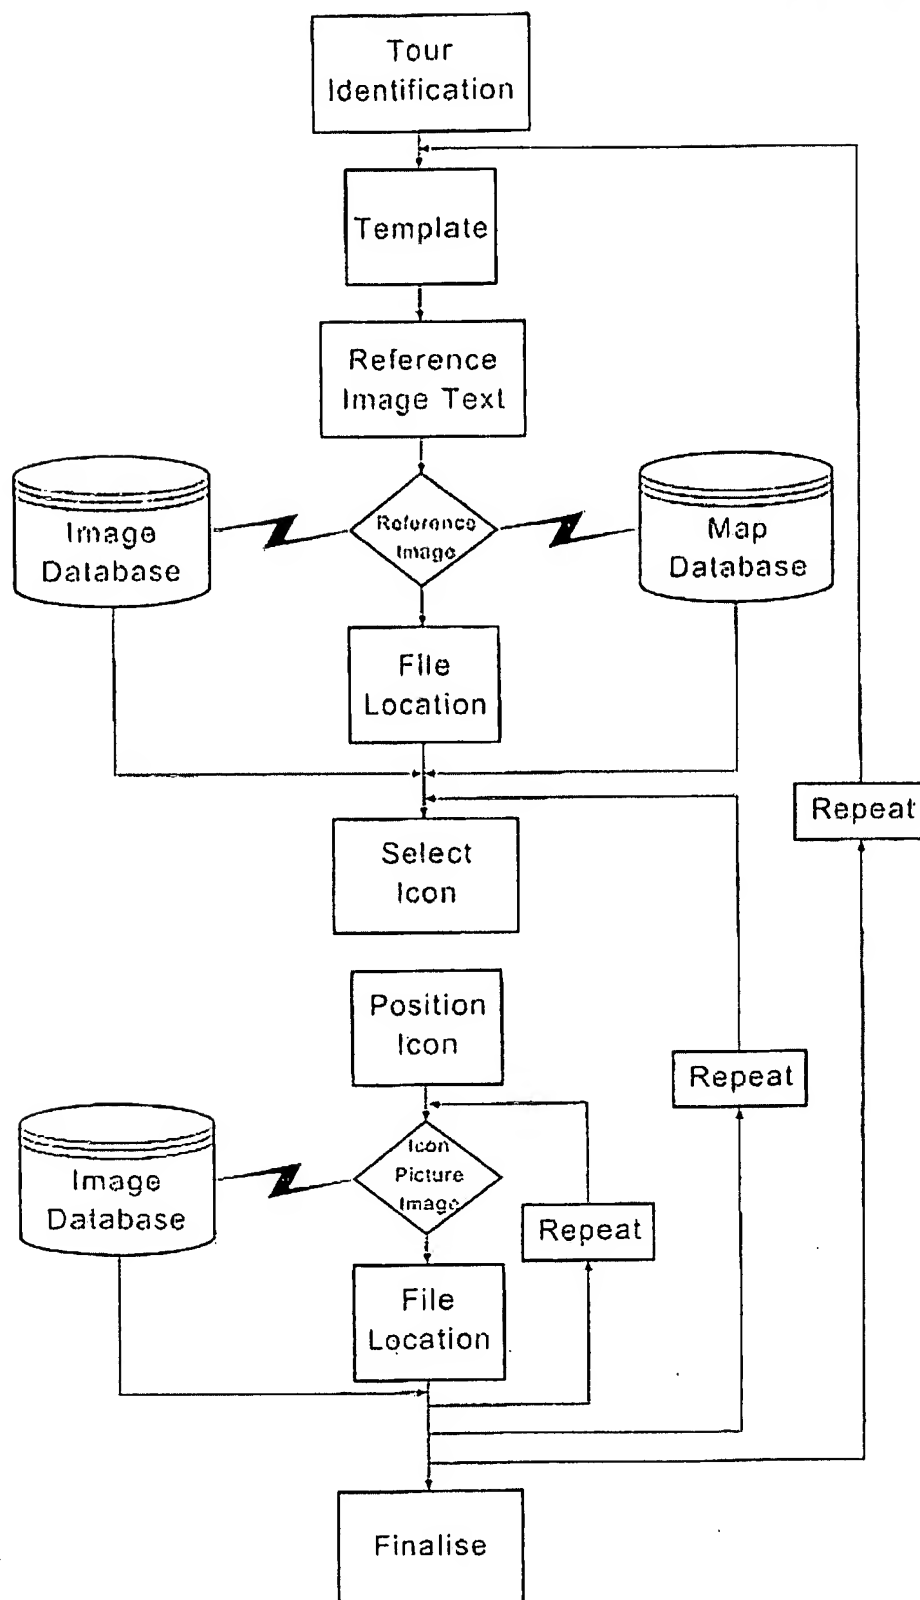 Tour
Identification
Template
Reference
Image Text
Image
Database
Reference
Image
Map
Database
File
Location
Repeat
Select
Icon
Position
Icon
Repeat
Image
Database
Icon
Picture
Image
Repeat
File
Location
Finalise